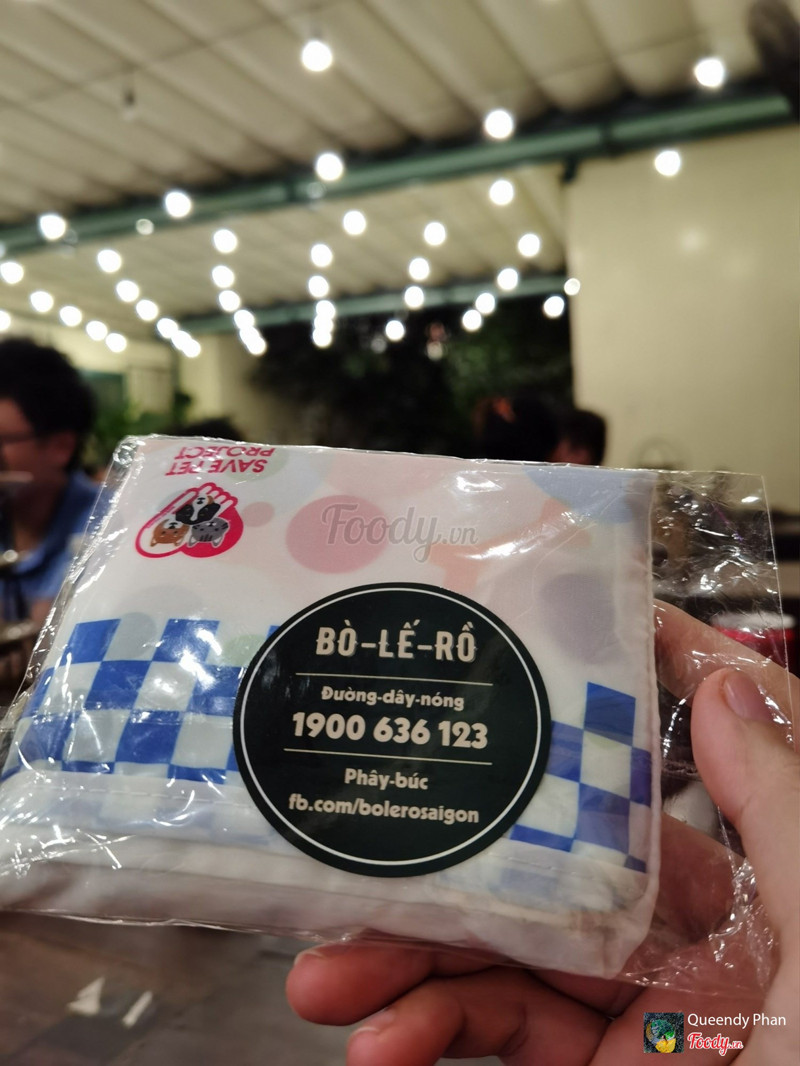 SAVE PET
PROJECT
Foody.vn
BÒ-LẾ-RỒ
Đường-dây-nóng
1900 636 123
Phây-búc
fb.com/bolerosaigon
Queendy Phan
Foody.vn